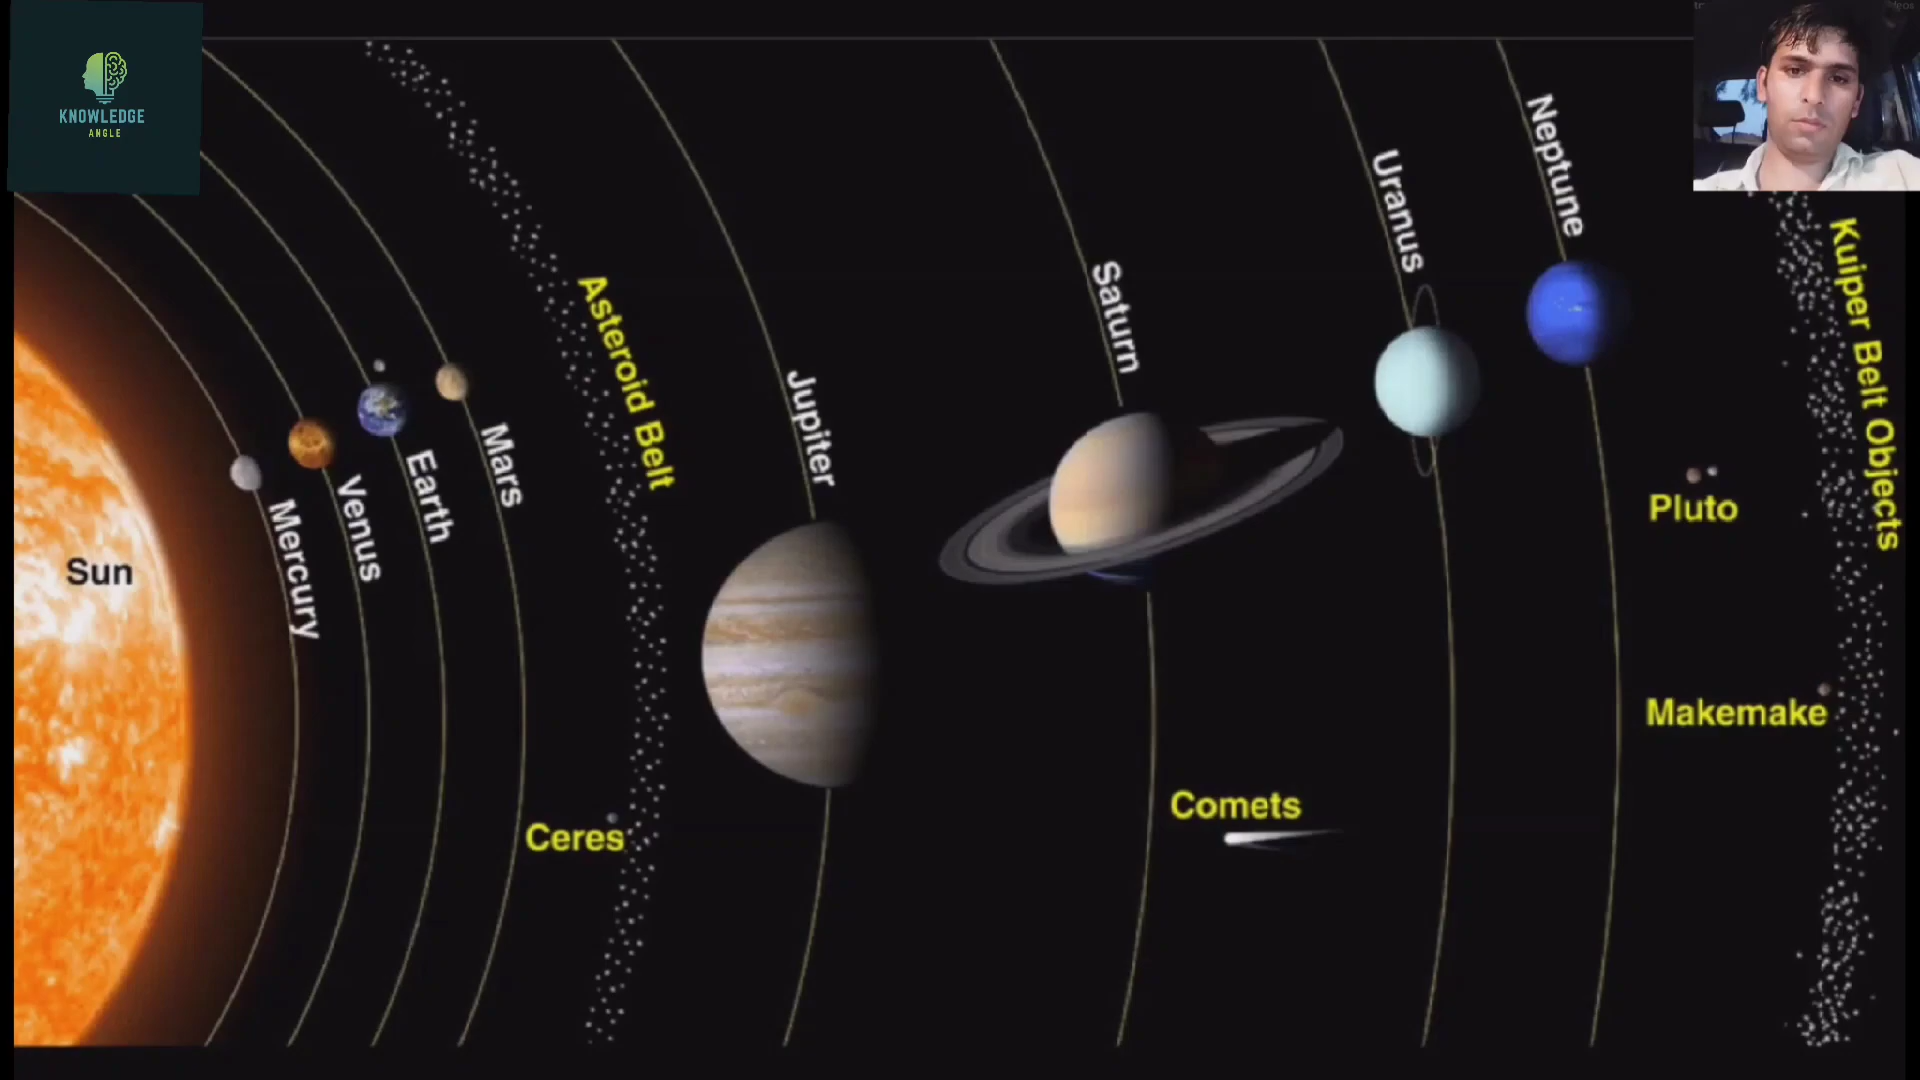 KNOWLEDGE
ANGLE
Sun
Mercury
Venus
Earth
Mars
Asteroid Belt
Ceres
Jupiter
Saturn
Comets
Uranus
Neptune
Pluto
Makemake
Kuiper Belt Objects